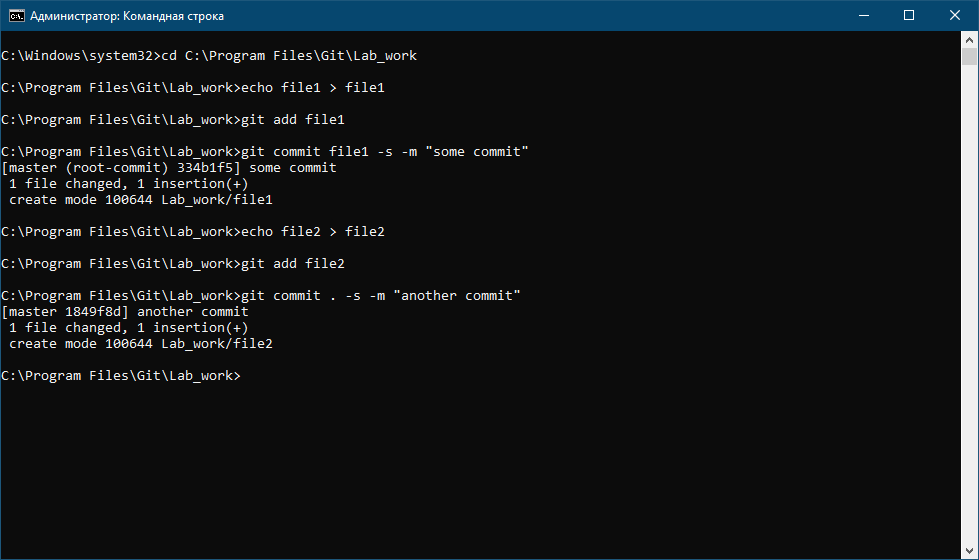 Администратор: Командная строка
C:\Windows\system32>cd C:\Program Files\Git\Lab_work
C:\Program Files\Git\Lab_work>echo file1 > file1
C:\Program Files\Git\Lab_work>git add file1
C:\Program Files\Git\Lab_work>git commit file1 -s -m "some commit"
[master (root-commit) 334b1f5] some commit
 1 file changed, 1 insertion(+)
 create mode 100644 Lab_work/file1
C:\Program Files\Git\Lab_work>echo file2 > file2
C:\Program Files\Git\Lab_work>git add file2
C:\Program Files\Git\Lab_work>git commit . -s -m "another commit"
[master 1849f8d] another commit
 1 file changed, 1 insertion(+)
 create mode 100644 Lab_work/file2
C:\Program Files\Git\Lab_work>